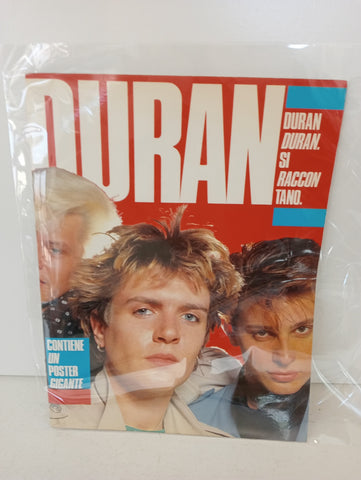 DURAN
DURAN
DURAN.
SI
RACCON
TANO.
CONTIENE
UN
POSTER
GIGANTE